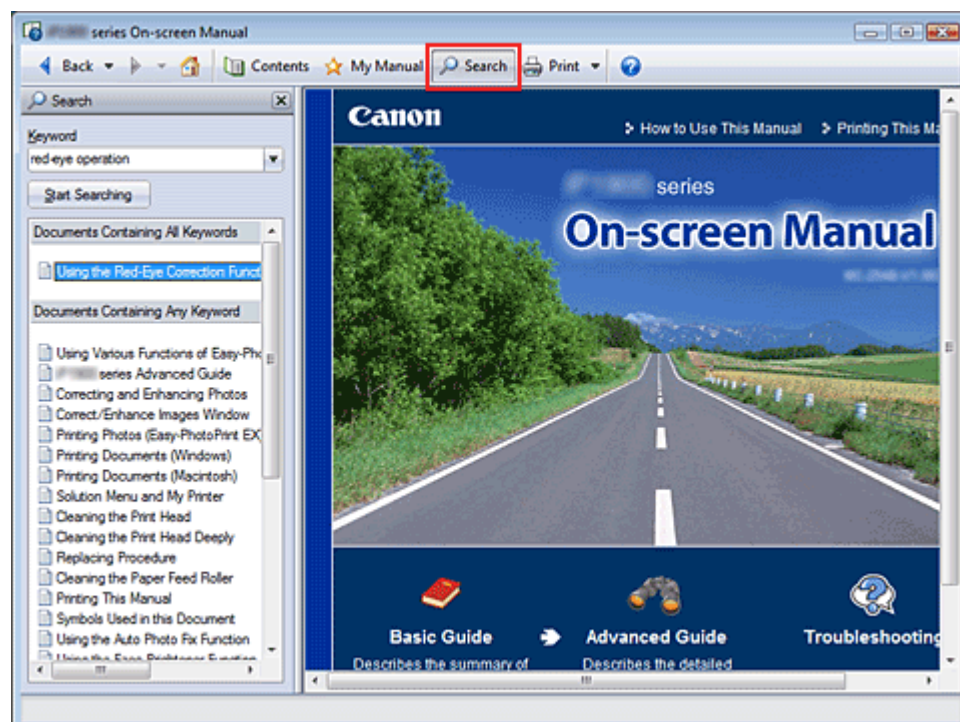 series On-screen Manual
Back Contents My Manual Search Print
Search
Keyword
red-eye operation
Start Searching
Documents Containing All Keywords
Using the Red-Eye Correction Funct
Documents Containing Any Keyword
Using Various Functions of Easy-Pho
series Advanced Guide
Correcting and Enhancing Photos
Correct/Enhance Images Window
Printing Photos (Easy-PhotoPrint EX
Printing Documents (Windows)
Printing Documents (Macintosh)
Solution Menu and My Printer
Cleaning the Print Head
Cleaning the Print Head Deeply
Replacing Procedure
Cleaning the Paper Feed Roller
Printing This Manual
Symbols Used in this Document
Using the Auto Photo Fix Function
Using the Face Brightener Function
Canon
How to Use This Manual Printing This Ma
series
On-screen Manual
Basic Guide Advanced Guide Troubleshooting
Describes the summary of Describes the detailed